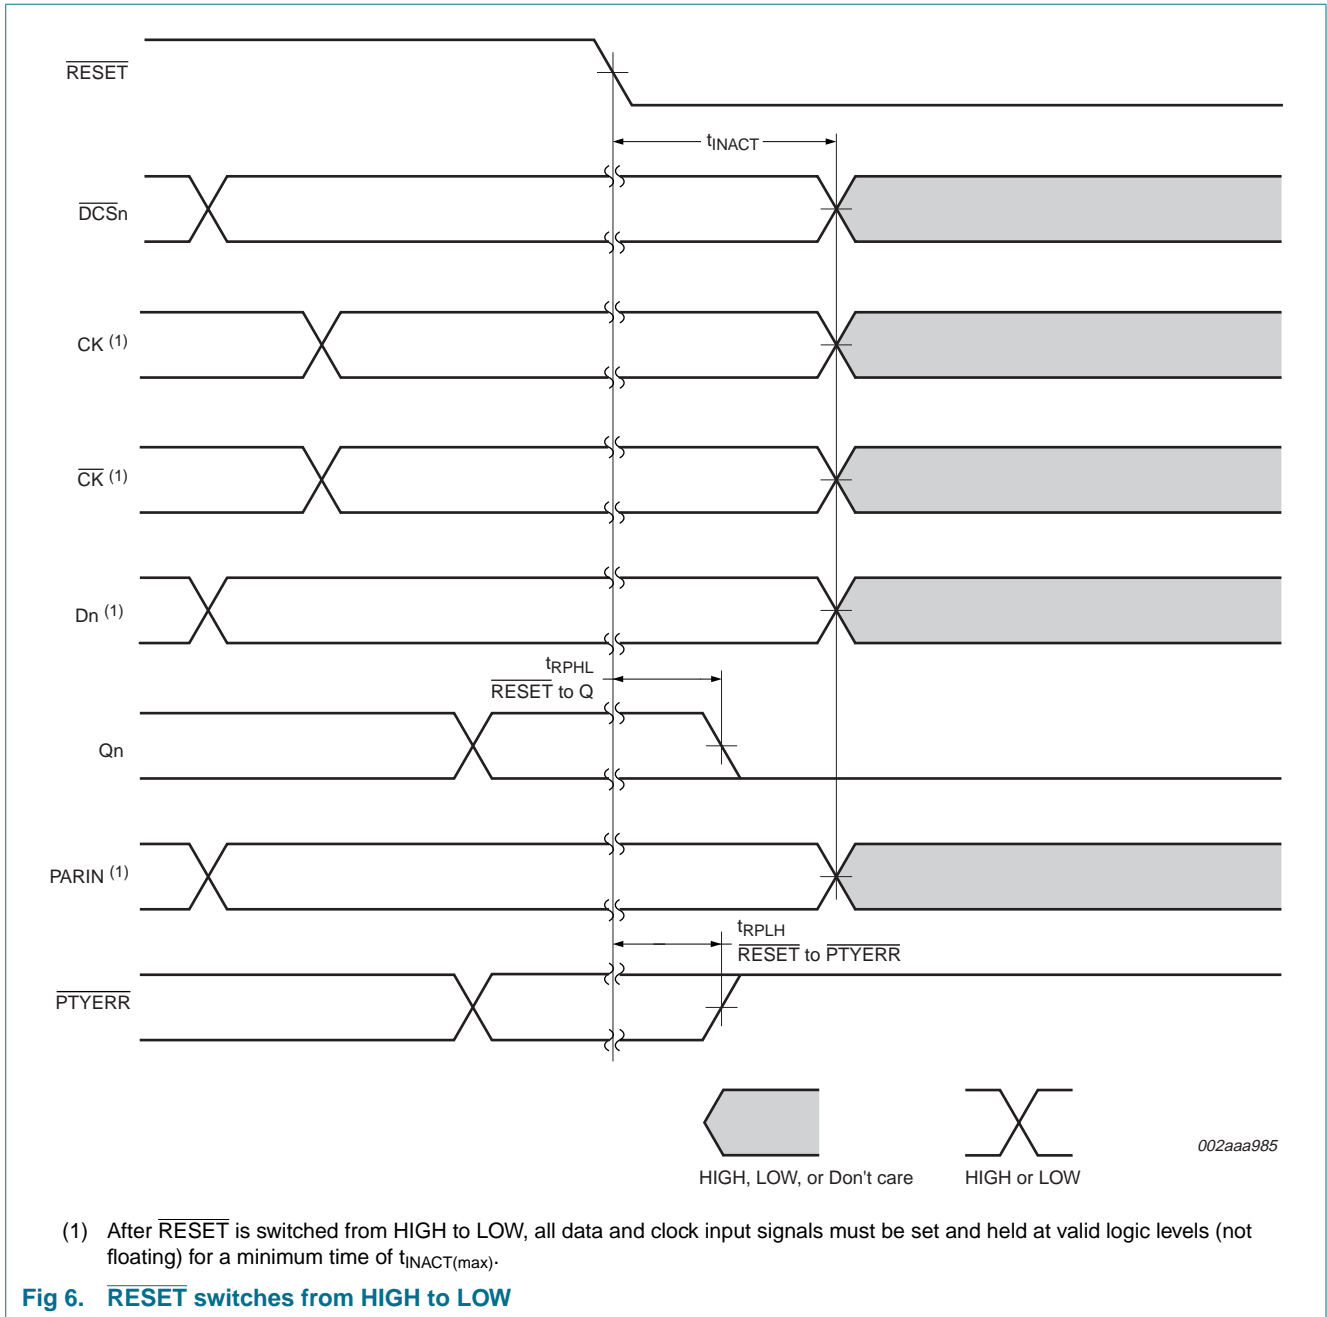 RESET
tINACT
DCSn
CK (1)
CK (1)
Dn (1)
tRPHL
RESET to Q
Qn
PARIN (1)
tRPLH
RESET to PTYERR
PTYERR
HIGH, LOW, or Don't care
HIGH or LOW
002aaa985
(1) After RESET is switched from HIGH to LOW, all data and clock input signals must be set and held at valid logic levels (not
floating) for a minimum time of tINACT(max).
Fig 6. RESET switches from HIGH to LOW